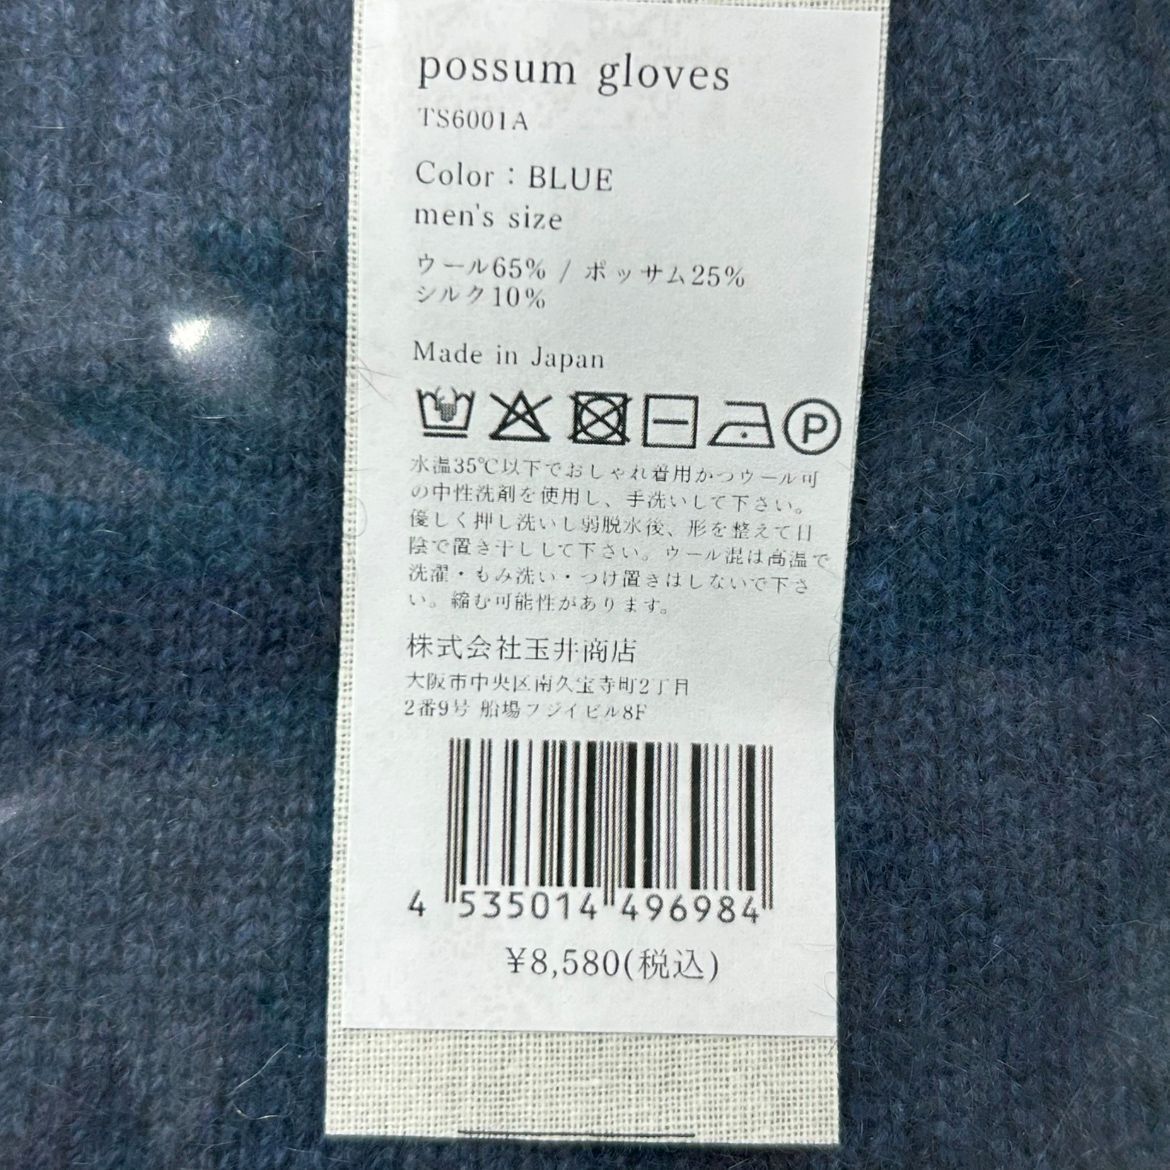 possum gloves
TS6001A
Color：BLUE
men's size
ウール65% / ポッサム25%
シルク10%
Made in Japan
P
水温35℃以下でおしゃれ着用かつウール可
の中性洗剤を使用し、手洗いして下さい。
優しく押し洗いし弱脱水後、形を整えて日
陰で置き干しして下さい。ウール混は高温で
洗濯・もみ洗い・つけ置きはしないで下さ
い。縮む可能性があります。
株式会社玉井商店
大阪市中央区南久宝寺町2丁目
2番9号 船場フジイビル8F
4 535014 496984
¥8,580(税込)